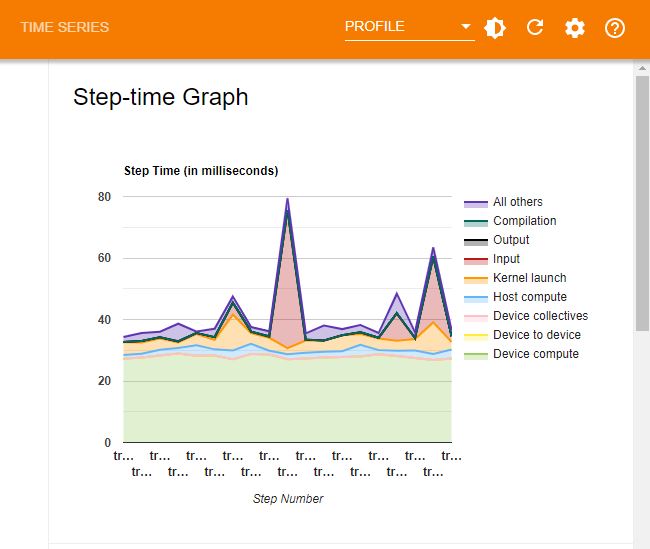 TIME SERIES
PROFILE
Step-time Graph
Step Time (in milliseconds)
80
60
40
20
0
All others
Compilation
Output
Input
Kernel launch
Host compute
Device collectives
Device to device
Device compute
tr… tr… tr… tr… tr… tr… tr… tr… tr… tr…
tr… tr… tr… tr… tr… tr… tr… tr… tr…
Step Number